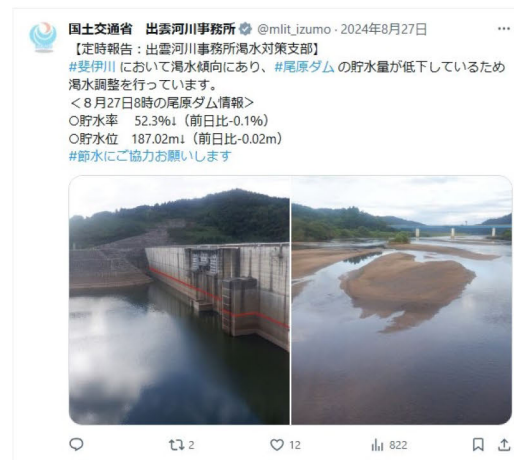 国土交通省 出雲河川事務所 @mlit_izumo · 2024年8月27日
【定時報告：出雲河川事務所渇水対策支部】
#斐伊川 において渇水傾向にあり、#尾原ダム の貯水量が低下しているため
渇水調整を行っています。
＜８月27日8時の尾原ダム情報＞
○貯水率 52.3%↓（前日比-0.1%）
○貯水位 187.02m↓（前日比-0.02m）
#節水にご協力お願いします
2 12 822